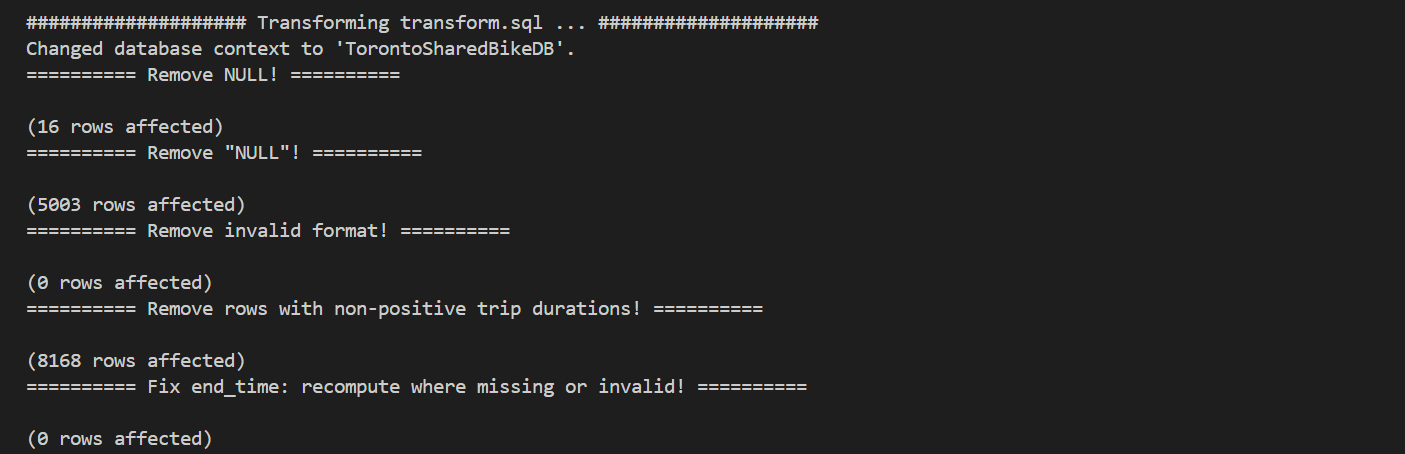 #################### Transforming transform.sql ... ####################
Changed database context to 'TorontoSharedBikeDB'.
========== Remove NULL! ==========
(16 rows affected)
========== Remove "NULL"! ==========
(5003 rows affected)
========== Remove invalid format! ==========
(0 rows affected)
========== Remove rows with non-positive trip durations! ==========
(8168 rows affected)
========== Fix end_time: recompute where missing or invalid! ==========
(0 rows affected)